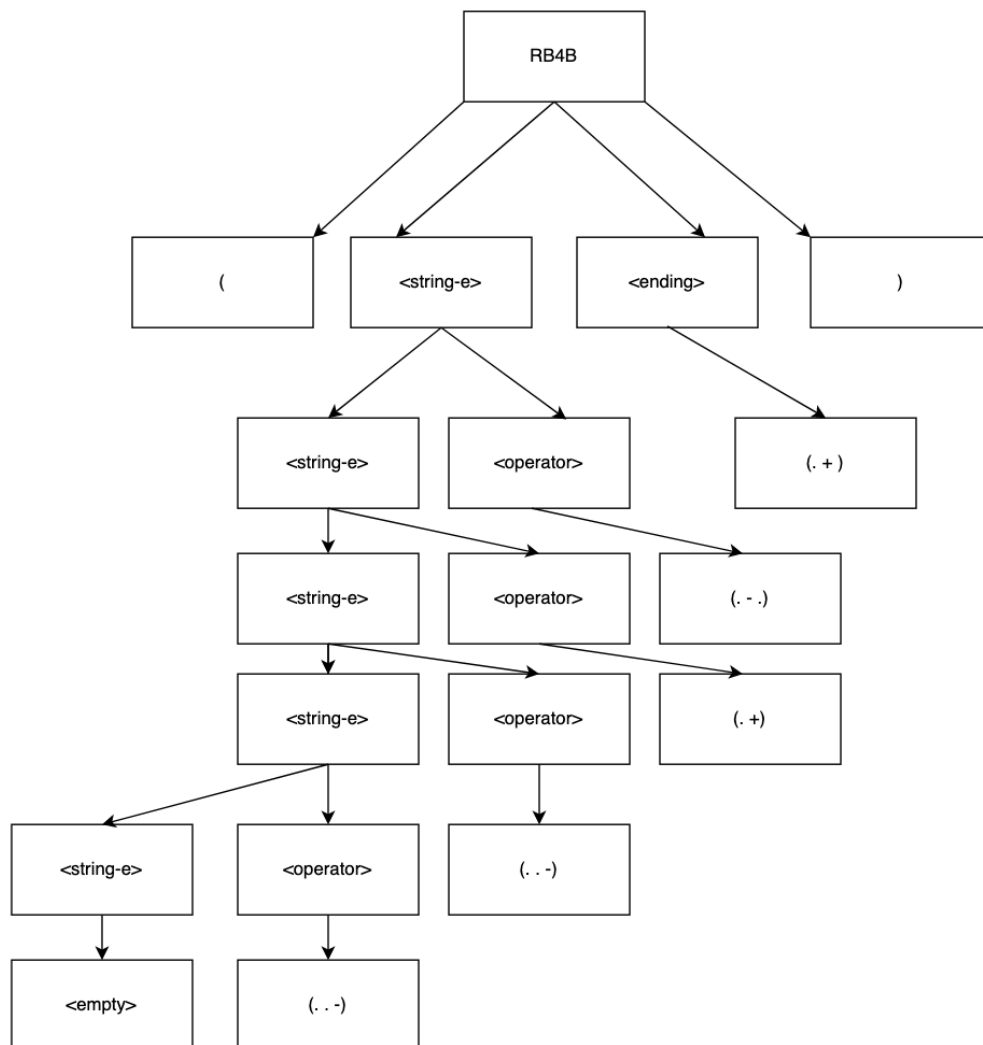 RB4B
(
<string-e>
<ending>
)
<string-e>
<operator>
(. + )
<string-e>
<operator>
(. - .)
<string-e>
<operator>
(. +)
<string-e>
<operator>
(. . -)
<empty>
(. . -)